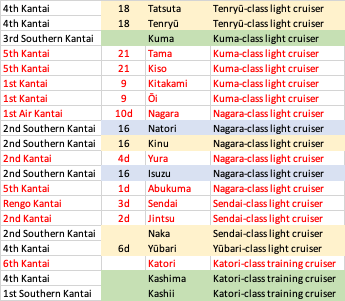 4th Kantai 18 Tatsuta Tenryū-class light cruiser
4th Kantai 18 Tenryū Tenryū-class light cruiser
3rd Southern Kantai Kuma Kuma-class light cruiser
5th Kantai 21 Tama Kuma-class light cruiser
5th Kantai 21 Kiso Kuma-class light cruiser
1st Kantai 9 Kitakami Kuma-class light cruiser
1st Kantai 9 Ōi Kuma-class light cruiser
1st Air Kantai 10d Nagara Nagara-class light cruiser
2nd Southern Kantai 16 Natori Nagara-class light cruiser
2nd Southern Kantai 16 Kinu Nagara-class light cruiser
2nd Kantai 4d Yura Nagara-class light cruiser
2nd Southern Kantai 16 Isuzu Nagara-class light cruiser
5th Kantai 1d Abukuma Nagara-class light cruiser
Rengo Kantai 3d Sendai Sendai-class light cruiser
2nd Kantai 2d Jintsu Sendai-class light cruiser
2nd Southern Kantai Naka Sendai-class light cruiser
4th Kantai 6d Yūbari Yūbari-class light cruiser
6th Kantai Katori Katori-class training cruiser
4th Kantai Kashima Katori-class training cruiser
1st Southern Kantai Kashii Katori-class training cruiser